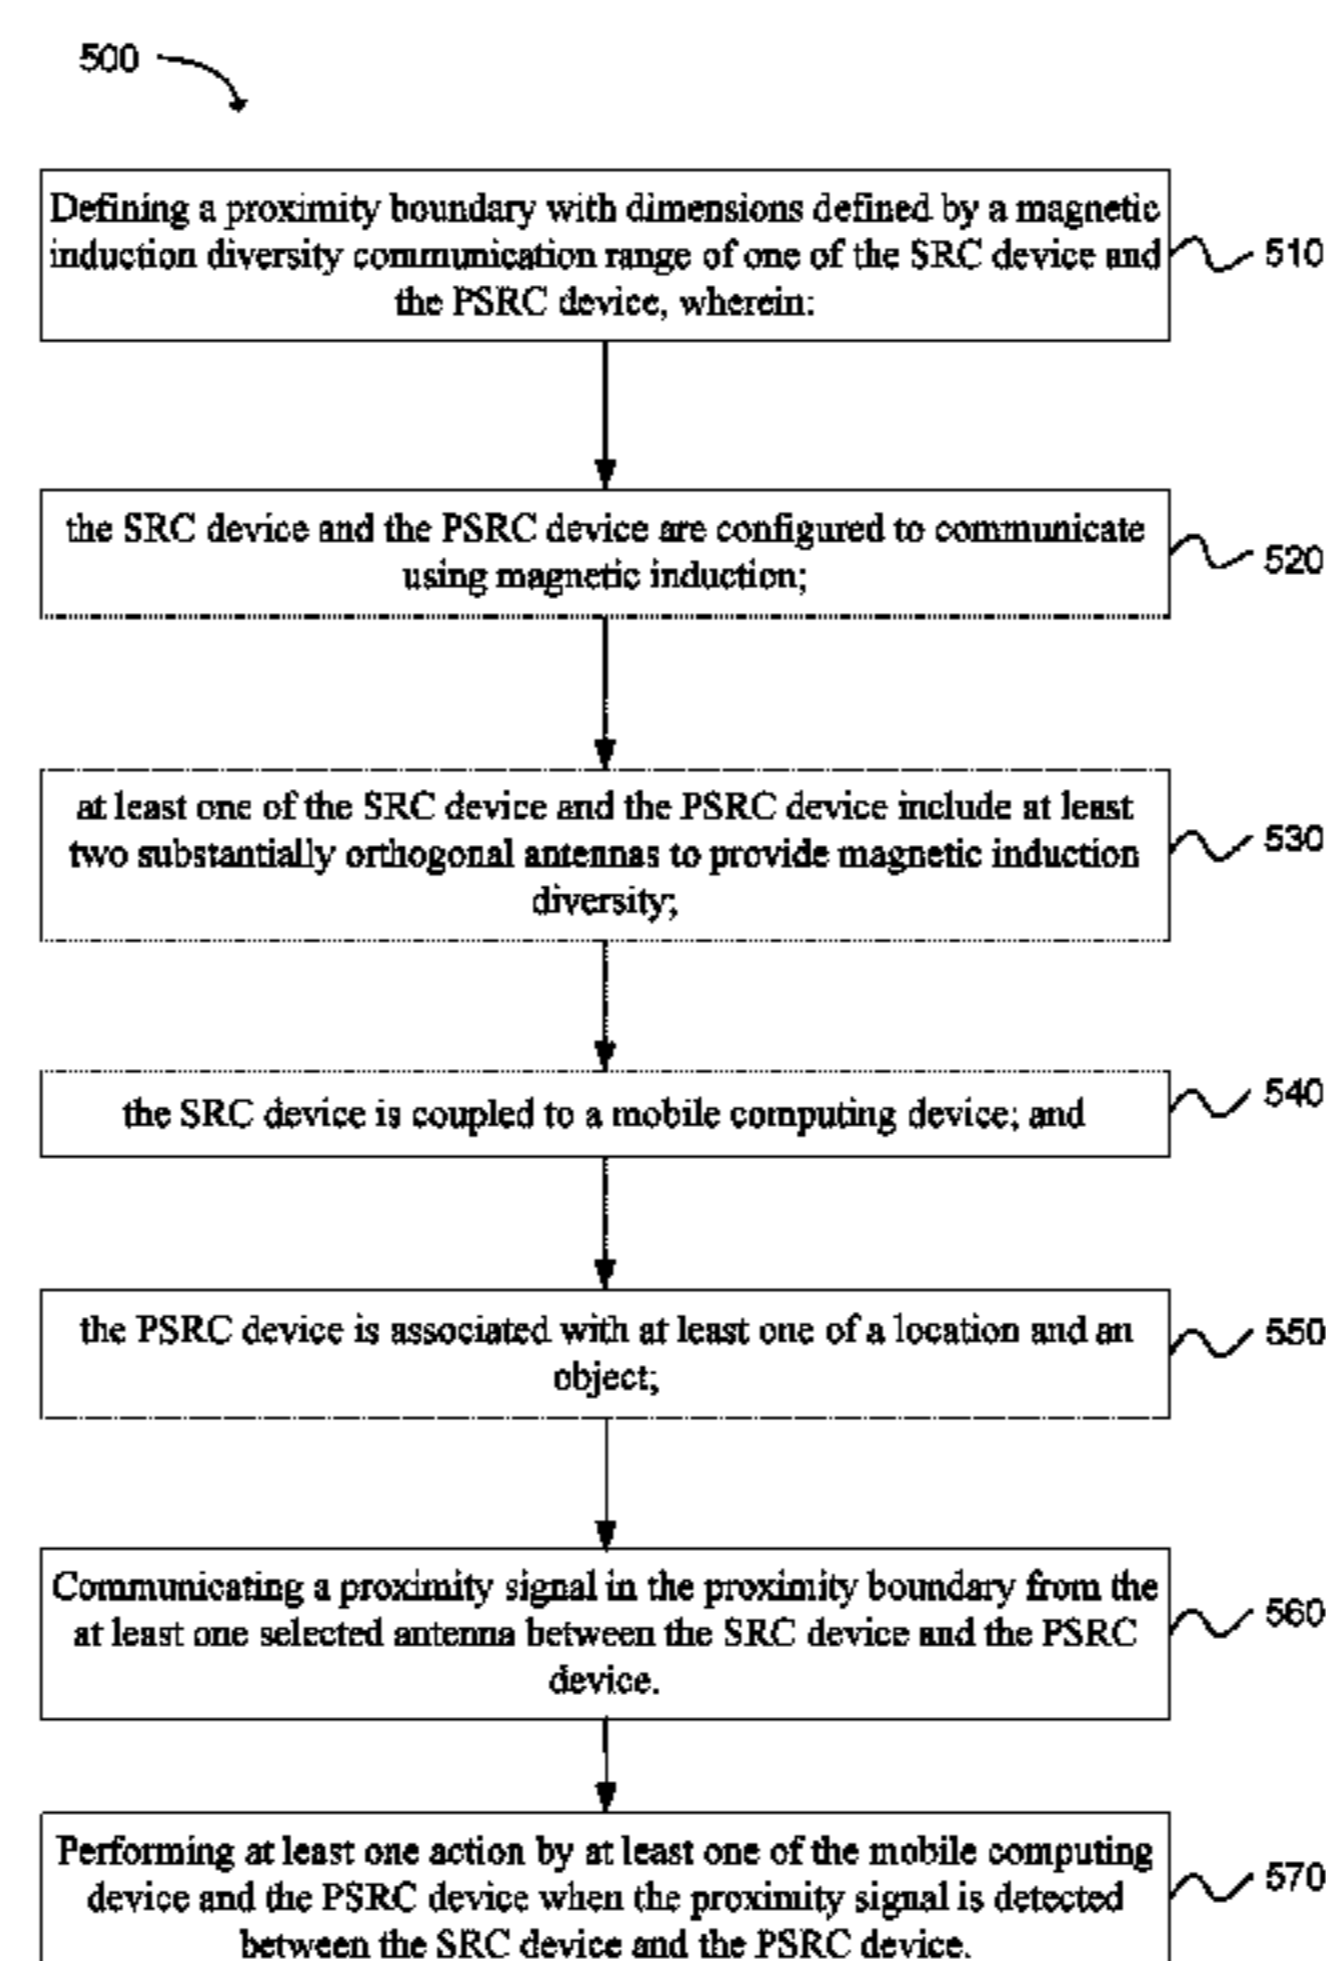 500
Defining a proximity boundary with dimensions defined by a magnetic
induction diversity communication range of one of the SRC device and
the PSRC device, wherein:
510
the SRC device and the PSRC device are configured to communicate
using magnetic induction;
520
at least one of the SRC device and the PSRC device include at least
two substantially orthogonal antennas to provide magnetic induction
diversity;
530
the SRC device is coupled to a mobile computing device; and
540
the PSRC device is associated with at least one of a location and an
object;
550
Communicating a proximity signal in the proximity boundary from the
at least one selected antenna between the SRC device and the PSRC
device.
560
Performing at least one action by at least one of the mobile computing
device and the PSRC device when the proximity signal is detected
between the SRC device and the PSRC device.
570